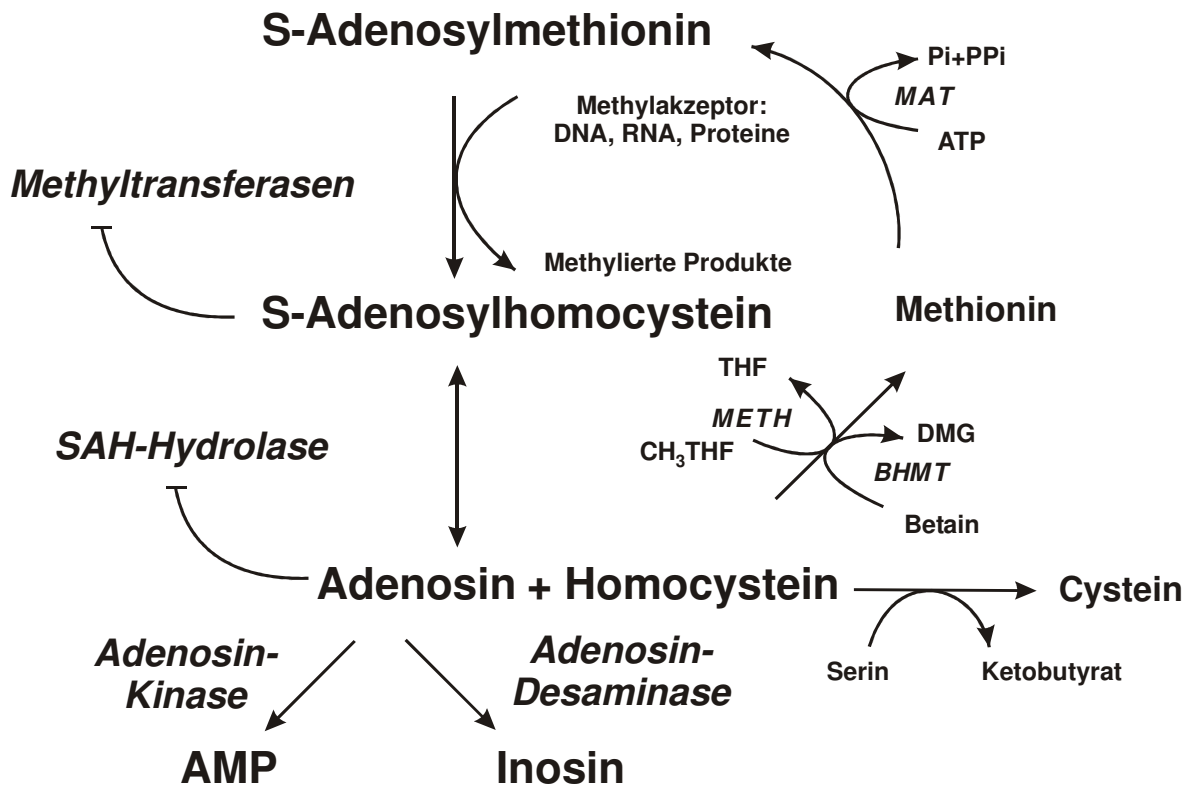 S-Adenosylmethionin
Pi+PPi
MAT
ATP
Methylakzeptor:
DNA, RNA, Proteine
Methyltransferasen
Methylierte Produkte
S-Adenosylhomocystein
Methionin
THF
METH
CH₃THF
DMG
BHMT
Betain
SAH-Hydrolase
Adenosin + Homocystein
Cystein
Serin
Ketobutyrat
Adenosin-
Kinase
Adenosin-
Desaminase
AMP
Inosin